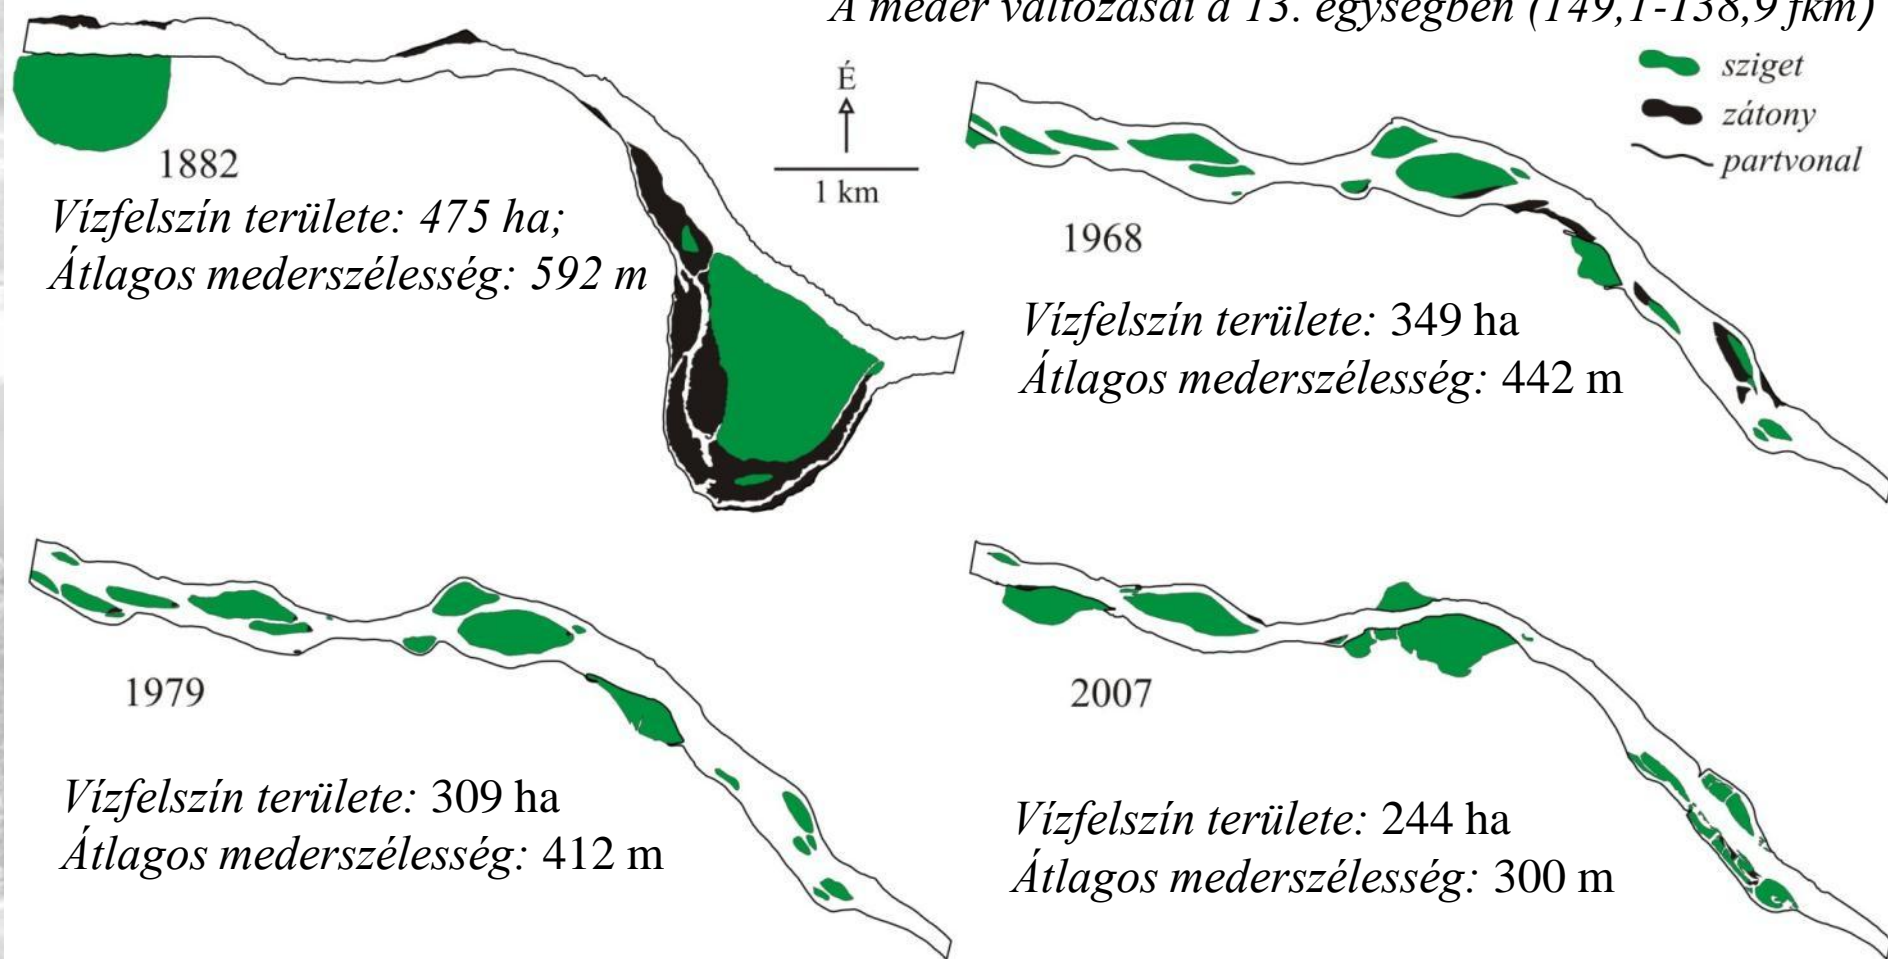 A meder változásai a 13. egységben (149,1-138,9 fkm)
sziget
zátony
partvonal
É
1 km
1882
Vízfelszín területe: 475 ha;
Átlagos mederszélesség: 592 m
1968
Vízfelszín területe: 349 ha
Átlagos mederszélesség: 442 m
1979
Vízfelszín területe: 309 ha
Átlagos mederszélesség: 412 m
2007
Vízfelszín területe: 244 ha
Átlagos mederszélesség: 300 m